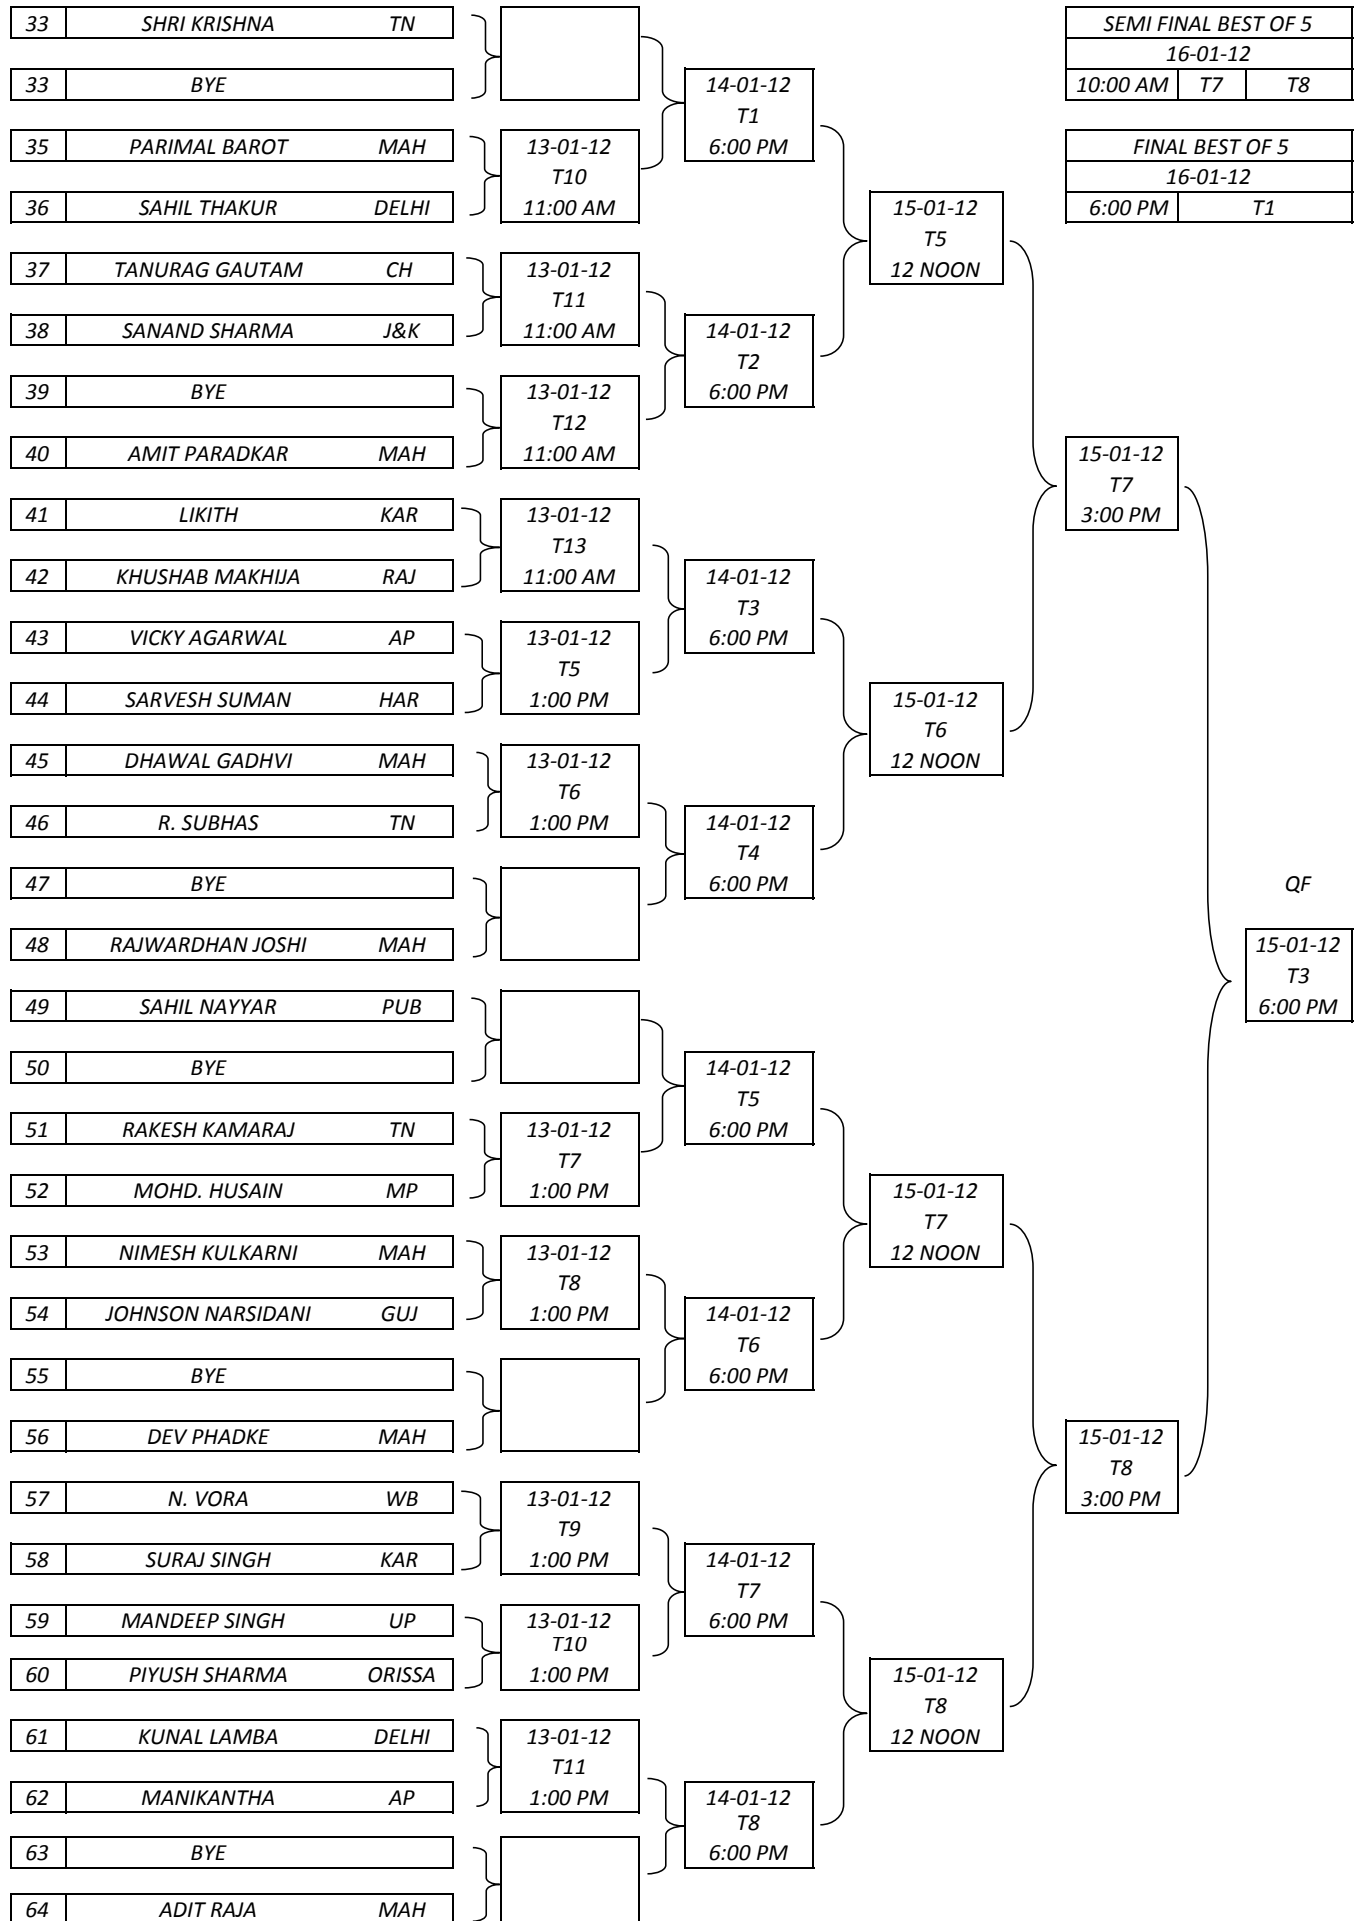 33 SHRI KRISHNA TN
33 BYE
35 PARIMAL BAROT MAH
36 SAHIL THAKUR DELHI
37 TANURAG GAUTAM CH
38 SANAND SHARMA J&K
39 BYE
40 AMIT PARADKAR MAH
41 LIKITH KAR
42 KHUSHAB MAKHIJA RAJ
43 VICKY AGARWAL AP
44 SARVESH SUMAN HAR
45 DHAWAL GADHVI MAH
46 R. SUBHAS TN
47 BYE
48 RAJWARDHAN JOSHI MAH
49 SAHIL NAYYAR PUB
50 BYE
51 RAKESH KAMARAJ TN
52 MOHD. HUSAIN MP
53 NIMESH KULKARNI MAH
54 JOHNSON NARSIDANI GUJ
55 BYE
56 DEV PHADKE MAH
57 N. VORA WB
58 SURAJ SINGH KAR
59 MANDEEP SINGH UP
60 PIYUSH SHARMA ORISSA
61 KUNAL LAMBA DELHI
62 MANIKANTHA AP
63 BYE
64 ADIT RAJA MAH
13-01-12
T10
11:00 AM
13-01-12
T11
11:00 AM
13-01-12
T12
11:00 AM
13-01-12
T13
11:00 AM
13-01-12
T5
1:00 PM
13-01-12
T6
1:00 PM
13-01-12
T7
1:00 PM
13-01-12
T8
1:00 PM
13-01-12
T9
1:00 PM
13-01-12
T10
1:00 PM
13-01-12
T11
1:00 PM
14-01-12
T1
6:00 PM
14-01-12
T2
6:00 PM
14-01-12
T3
6:00 PM
14-01-12
T4
6:00 PM
14-01-12
T5
6:00 PM
14-01-12
T6
6:00 PM
14-01-12
T7
6:00 PM
14-01-12
T8
6:00 PM
15-01-12
T5
12 NOON
15-01-12
T6
12 NOON
15-01-12
T7
12 NOON
15-01-12
T8
12 NOON
15-01-12
T7
3:00 PM
15-01-12
T8
3:00 PM
QF
15-01-12
T3
6:00 PM
SEMI FINAL BEST OF 5
16-01-12
10:00 AM T7 T8
FINAL BEST OF 5
16-01-12
6:00 PM T1